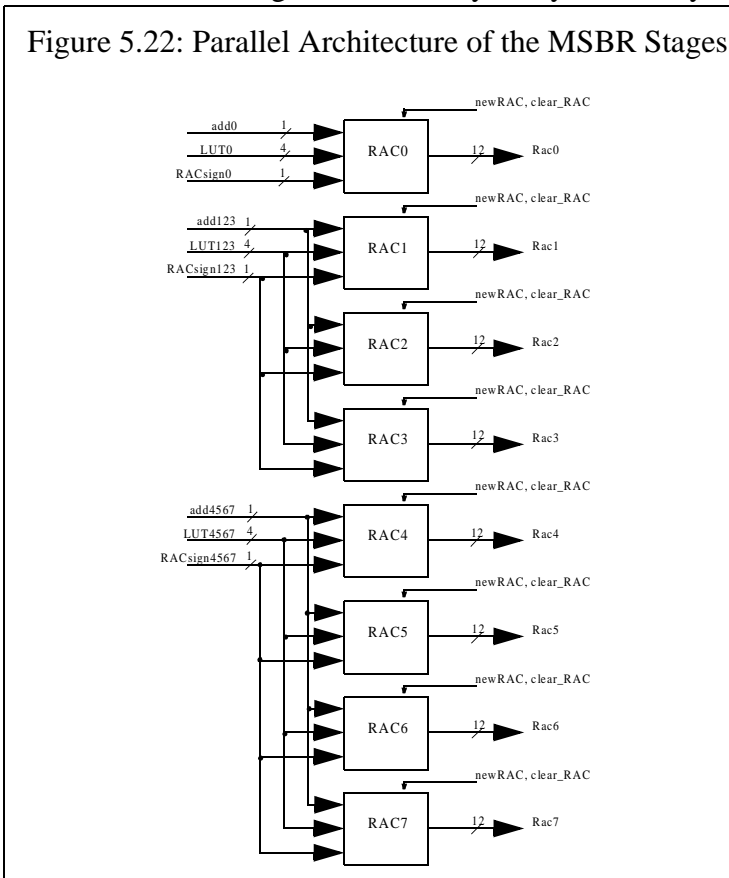 Figure 5.22: Parallel Architecture of the MSBR Stages
newRAC, clear_RAC
add0 1
LUT0 4
RACsign0 1
RAC0
12 Rac0
newRAC, clear_RAC
add123 1
LUT123 4
RACsign123 1
RAC1
12 Rac1
newRAC, clear_RAC
RAC2
12 Rac2
newRAC, clear_RAC
RAC3
12 Rac3
newRAC, clear_RAC
add4567 1
LUT4567 4
RACsign4567 1
RAC4
12 Rac4
newRAC, clear_RAC
RAC5
12 Rac5
newRAC, clear_RAC
RAC6
12 Rac6
newRAC, clear_RAC
RAC7
12 Rac7